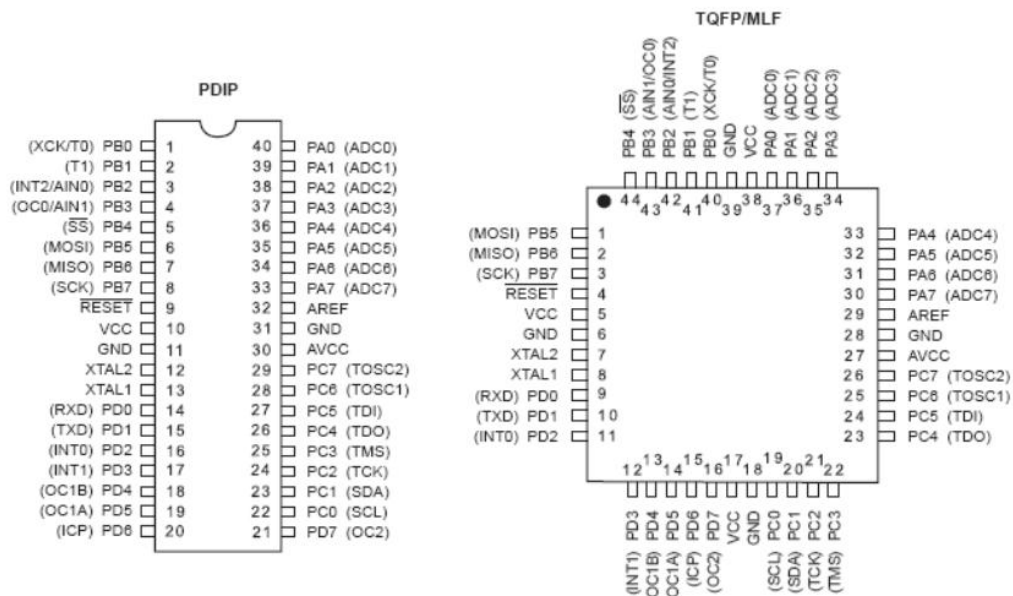 PDIP
(XCK/T0) PB0 1
(T1) PB1 2
(INT2/AIN0) PB2 3
(OC0/AIN1) PB3 4
(SS) PB4 5
(MOSI) PB5 6
(MISO) PB6 7
(SCK) PB7 8
RESET 9
VCC 10
GND 11
XTAL2 12
XTAL1 13
(RXD) PD0 14
(TXD) PD1 15
(INT0) PD2 16
(INT1) PD3 17
(OC1B) PD4 18
(OC1A) PD5 19
(ICP) PD6 20
40 PA0 (ADC0)
39 PA1 (ADC1)
38 PA2 (ADC2)
37 PA3 (ADC3)
36 PA4 (ADC4)
35 PA5 (ADC5)
34 PA6 (ADC6)
33 PA7 (ADC7)
32 AREF
31 GND
30 AVCC
29 PC7 (TOSC2)
28 PC6 (TOSC1)
27 PC5 (TDI)
26 PC4 (TDO)
25 PC3 (TMS)
24 PC2 (TCK)
23 PC1 (SDA)
22 PC0 (SCL)
21 PD7 (OC2)
TQFP/MLF
PB4 (SS) 44
PB3 (AIN1/OC0) 43
PB2 (AIN0/INT2) 42
PB1 (T1) 41
PB0 (XCK/T0) 40
GND 39
VCC 38
PA0 (ADC0) 37
PA1 (ADC1) 36
PA2 (ADC2) 35
PA3 (ADC3) 34
(MOSI) PB5 1
(MISO) PB6 2
(SCK) PB7 3
RESET 4
VCC 5
GND 6
XTAL2 7
XTAL1 8
(RXD) PD0 9
(TXD) PD1 10
(INT0) PD2 11
33 PA4 (ADC4)
32 PA5 (ADC5)
31 PA6 (ADC6)
30 PA7 (ADC7)
29 AREF
28 GND
27 AVCC
26 PC7 (TOSC2)
25 PC6 (TOSC1)
24 PC5 (TDI)
23 PC4 (TDO)
12 (INT1) PD3
13 OC1B) PD4
14 OC1A) PD5
15 (ICP) PD6
16 (OC2) PD7
17 VCC
18 GND
19 (SCL) PC0
20 (SDA) PC1
21 (TCK) PC2
22 (TMS) PC3